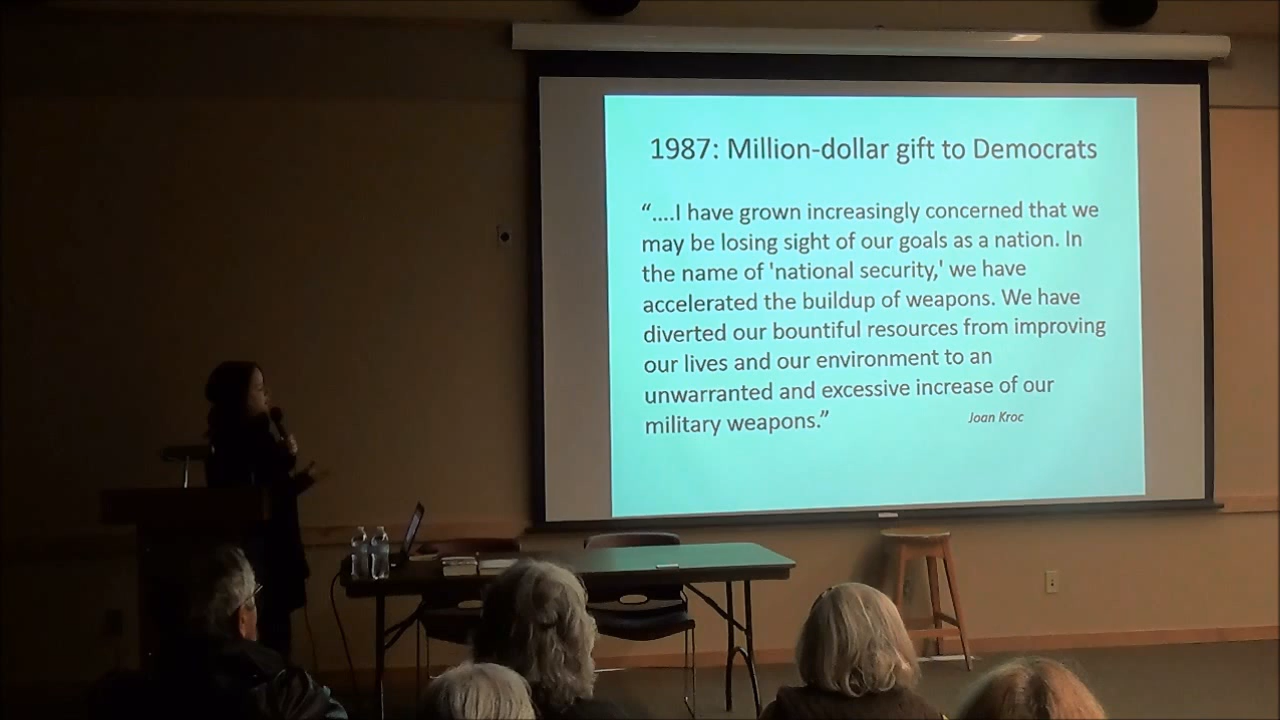 1987: Million-dollar gift to Democrats
“....I have grown increasingly concerned that we
may be losing sight of our goals as a nation. In
the name of 'national security,' we have
accelerated the buildup of weapons. We have
diverted our bountiful resources from improving
our lives and our environment to an
unwarranted and excessive increase of our
military weapons.”
Joan Kroc